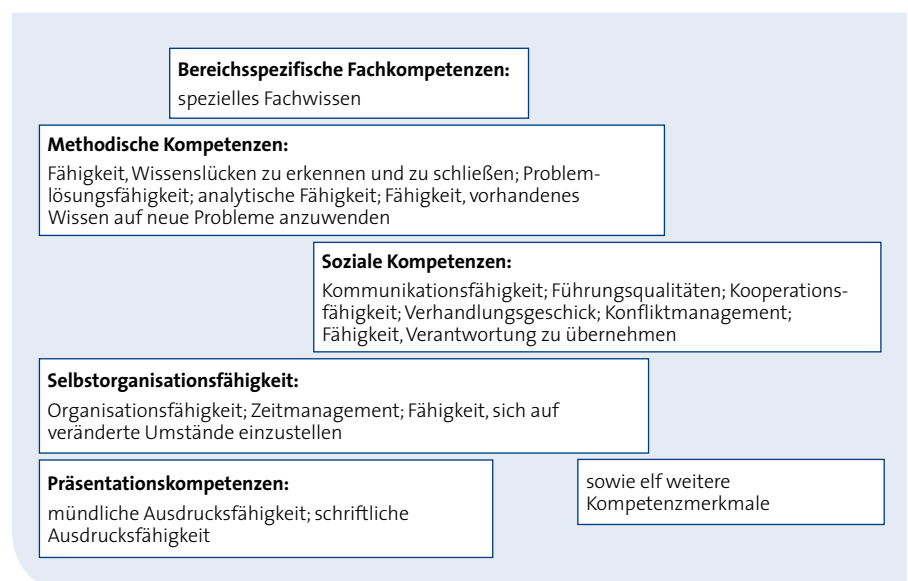 Bereichsspezifische Fachkompetenzen:
spezielles Fachwissen
Methodische Kompetenzen:
Fähigkeit, Wissenslücken zu erkennen und zu schließen; Problem-
lösungsfähigkeit; analytische Fähigkeit; Fähigkeit, vorhandenes
Wissen auf neue Probleme anzuwenden
Soziale Kompetenzen:
Kommunikationsfähigkeit; Führungsqualitäten; Kooperations-
fähigkeit; Verhandlungsgeschick; Konfliktmanagement;
Fähigkeit, Verantwortung zu übernehmen
Selbstorganisationsfähigkeit:
Organisationsfähigkeit; Zeitmanagement; Fähigkeit, sich auf
veränderte Umstände einzustellen
Präsentationskompetenzen:
mündliche Ausdrucksfähigkeit; schriftliche
Ausdrucksfähigkeit
sowie elf weitere
Kompetenzmerkmale